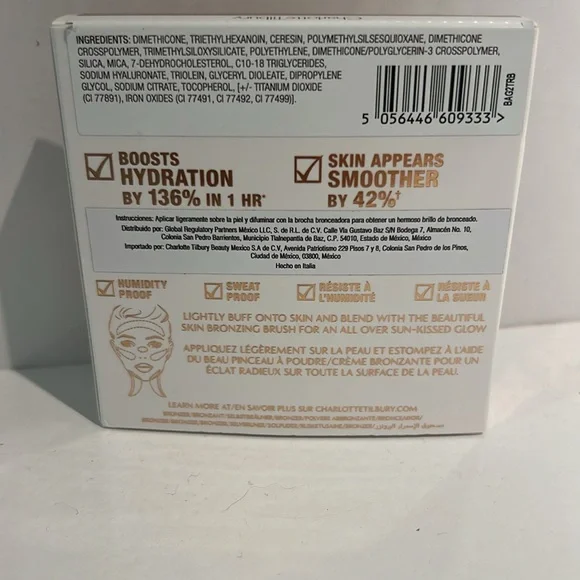 Charlotte Tilbury
INGREDIENTS: DIMETHICONE, TRIETHYLHEXANOIN, CERESIN, POLYMETHYLSILSESQUIOXANE, DIMETHICONE
CROSSPOLYMER, TRIMETHYLSILOXYSILICATE, POLYETHYLENE, DIMETHICONE/POLYGLYCERIN-3 CROSSPOLYMER,
SILICA, MICA, 7-DEHYDROCHOLESTEROL, C10-18 TRIGLYCERIDES,
SODIUM HYALURONATE, TRIOLEIN, GLYCERYL DIOLEATE, DIPROPYLENE
GLYCOL, SODIUM CITRATE, TOCOPHEROL, [+/- TITANIUM DIOXIDE
(CI 77891), IRON OXIDES (CI 77491, CI 77492, CI 77499)].
5 056446 609333 >
BAG2TRB
BOOSTS
HYDRATION
BY 136% IN 1 HR*
SKIN APPEARS
SMOOTHER
BY 42%†
Instrucciones: Aplicar ligeramente sobre la piel y difuminar con la brocha bronceadora para obtener un hermoso brillo de bronceado.
Distribuido por: Global Regulatory Partners México LLC, S. de R.L. de C.V. Calle Vía Gustavo Baz S/N Bodega 7, Almacén No. 10,
Colonia San Pedro Barrientos, Municipio Tlalnepantla de Baz, C.P. 54010, Estado de México, México
Importado por: Charlotte Tilbury Beauty Mexico S.A de C.V, Avenida Patriotismo 229 Pisos 7 y 8, Colonia San Pedro de los Pinos,
Ciudad de México, 03800, México
Hecho en Italia
HUMIDITY
PROOF
SWEAT
PROOF
RÉSISTE À
L'HUMIDITÉ
RÉSISTE À
LA SUEUR
LIGHTLY BUFF ONTO SKIN AND BLEND WITH THE BEAUTIFUL
SKIN BRONZING BRUSH FOR AN ALL OVER SUN-KISSED GLOW
APPLIQUEZ LÉGÈREMENT SUR LA PEAU ET ESTOMPEZ À L'AIDE
DU BEAU PINCEAU À POUDRE/CRÈME BRONZANTE POUR UN
ÉCLAT RADIEUX SUR TOUTE LA SURFACE DE LA PEAU.
LEARN MORE AT/EN SAVOIR PLUS SUR CHARLOTTETILBURY.COM